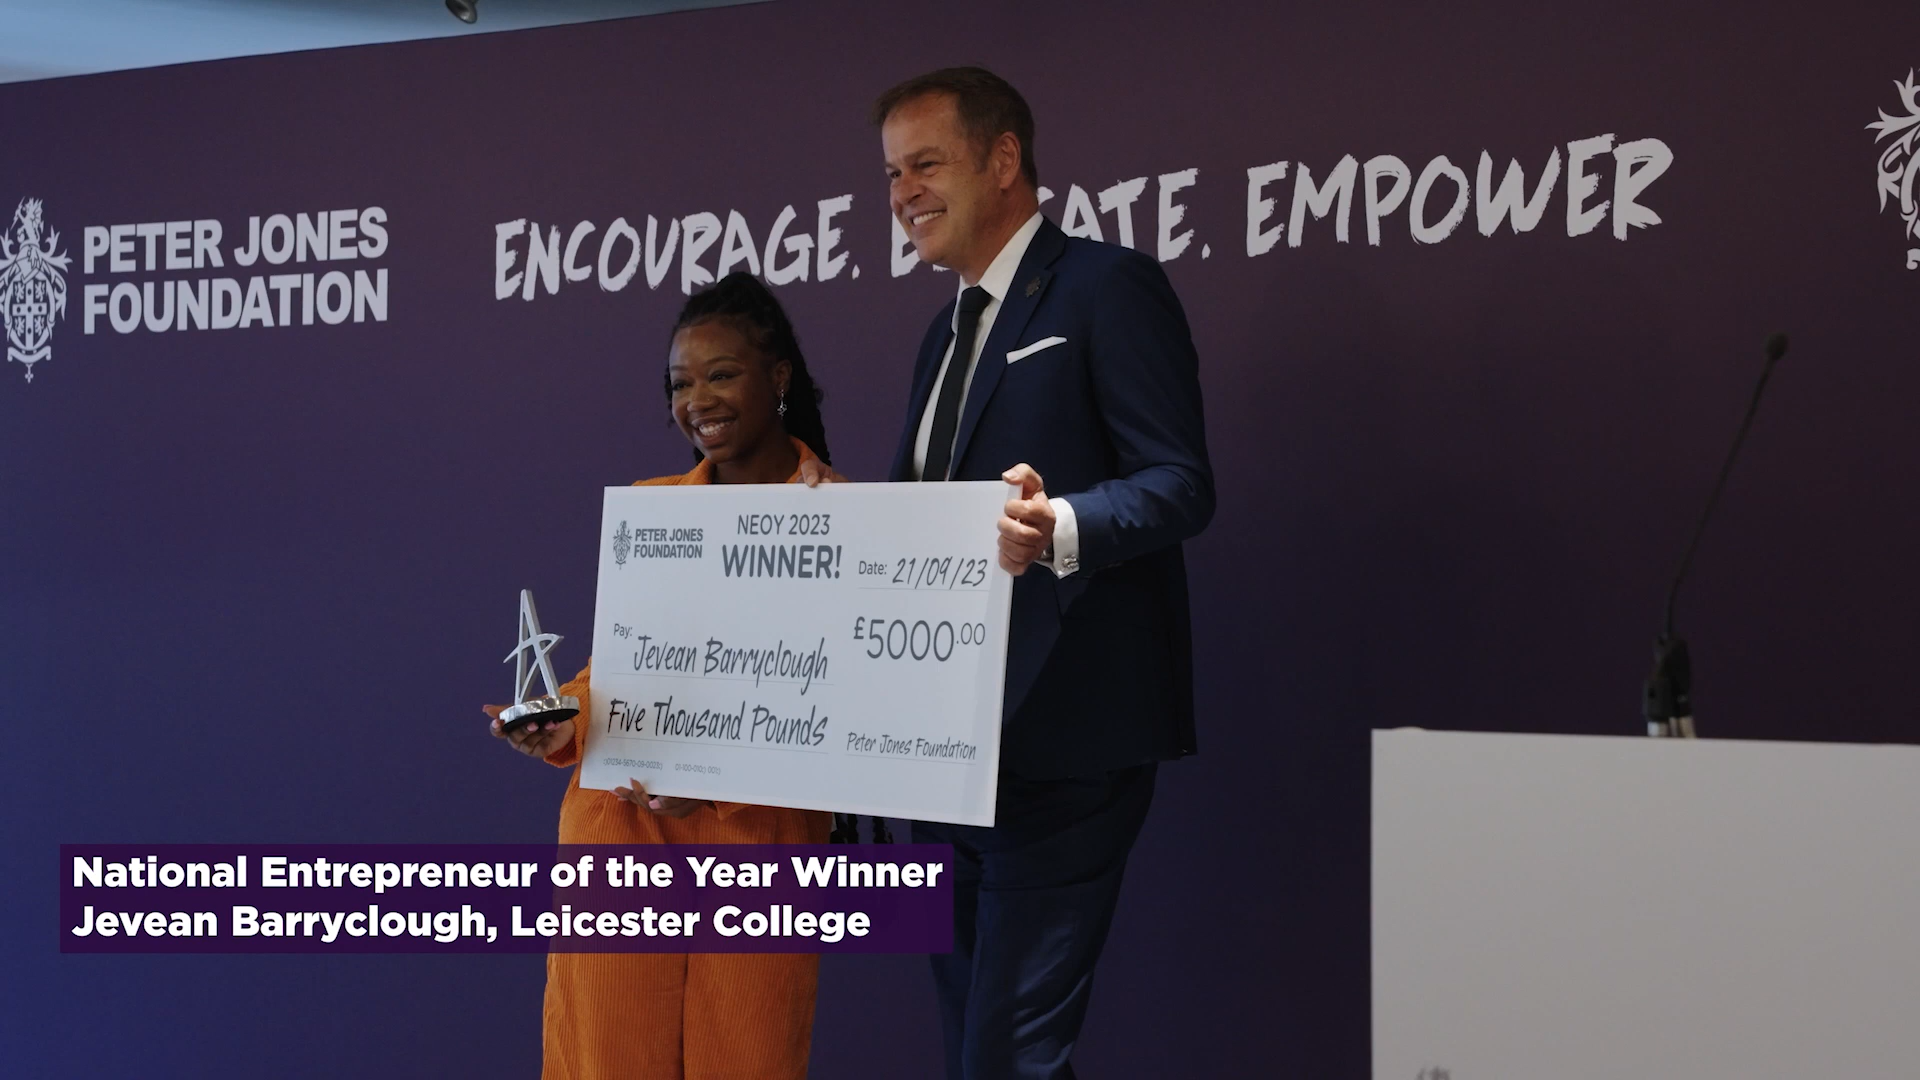 PETER JONES
FOUNDATION
ENCOURAGE. E CATE. EMPOWER
PETER JONES
FOUNDATION
NEOY 2023
WINNER!
Date: 21/09/23
Pay: Jevean Barryclough
£5000.00
Five Thousand Pounds
Peter Jones Foundation
National Entrepreneur of the Year Winner
Jevean Barryclough, Leicester College